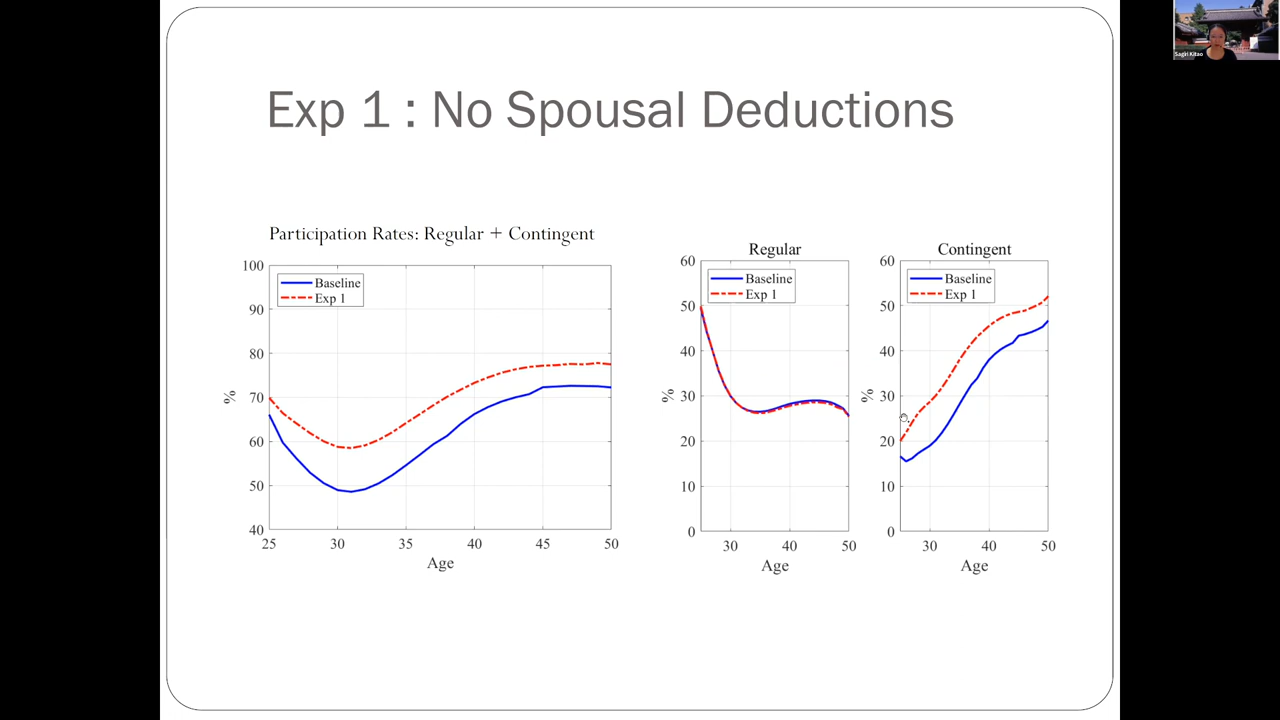 Sagiri Kitao
Exp 1 : No Spousal Deductions
Participation Rates: Regular + Contingent
Baseline
Exp 1
100
90
80
70
60
50
40
%
25 30 35 40 45 50
Age
Regular
Baseline
Exp 1
60
50
40
30
20
10
0
%
30 40 50
Age
Contingent
Baseline
Exp 1
60
50
40
30
20
10
0
%
30 40 50
Age